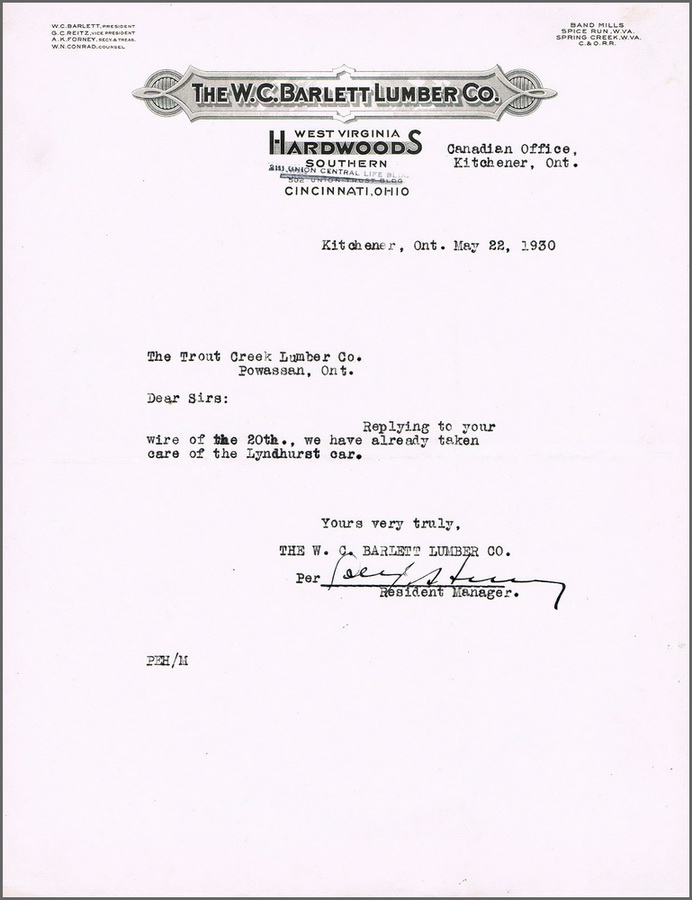 W.C. BARLETT, PRESIDENT
G.C. REITZ, VICE PRESIDENT
A.K. FORNEY, SECY. & TREAS.
W.N. CONRAD, COUNSEL
BAND MILLS
SPICE RUN, W.VA.
SPRING CREEK, W.VA.
C. & O. R.R.
THE W.C. BARLETT LUMBER CO.
WEST VIRGINIA
HARDWOODS
SOUTHERN
2111 UNION CENTRAL LIFE
502 UNION TRUST BLDG
CINCINNATI, OHIO
Canadian Office,
Kitchener, Ont.
Kitchener, Ont. May 22, 1930
The Trout Creek Lumber Co.
Powassan, Ont.
Dear Sirs:
Replying to your
wire of the 20th., we have already taken
care of the Lyndhurst car.
Yours very truly,
THE W. C. BARLETT LUMBER CO.
Per
Resident Manager.
PEH/M